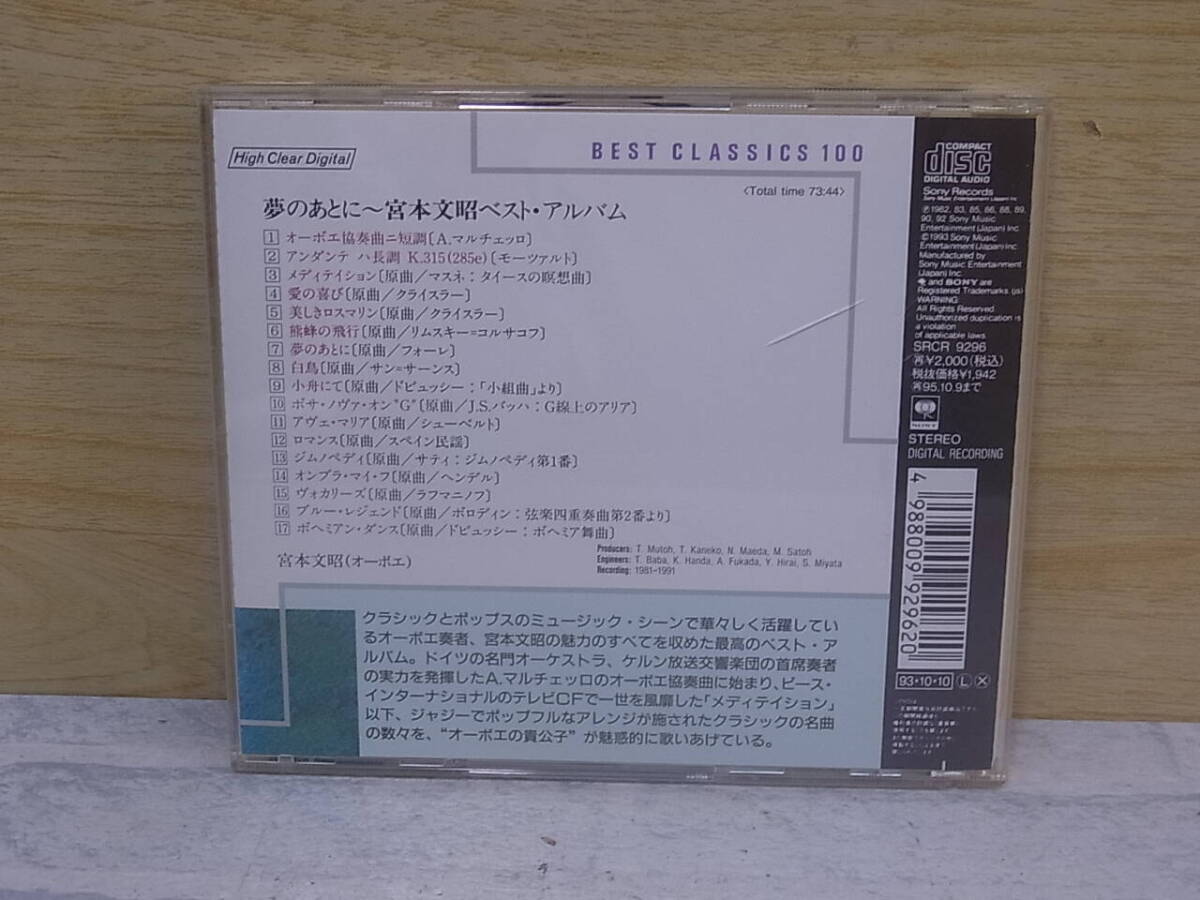 High Clear Digital
BEST CLASSICS 100
〈Total time 73:44〉
夢のあとに〜宮本文昭ベスト・アルバム
1 オーボエ協奏曲ニ短調〔A.マルチェッロ〕
2 アンダンテ ハ長調 K.315(285e)〔モーツァルト〕
3 メディテイション〔原曲／マスネ：タイースの瞑想曲〕
4 愛の喜び〔原曲／クライスラー〕
5 美しきロスマリン〔原曲／クライスラー〕
6 熊蜂の飛行〔原曲／リムスキー=コルサコフ〕
7 夢のあとに〔原曲／フォーレ〕
8 白鳥〔原曲／サン=サーンス〕
9 小舟にて〔原曲／ドビュッシー：「小組曲」より〕
10 ボサ・ノヴァ・オン"G"〔原曲／J.S.バッハ：G線上のアリア〕
11 アヴェ・マリア〔原曲／シューベルト〕
12 ロマンス〔原曲／スペイン民謡〕
13 ジムノペディ〔原曲／サティ：ジムノペディ第1番〕
14 オンブラ・マイ・フ〔原曲／ヘンデル〕
15 ヴォカリーズ〔原曲／ラフマニノフ〕
16 ブルー・レジェンド〔原曲／ボロディン：弦楽四重奏曲第2番より〕
17 ボヘミアン・ダンス〔原曲／ドビュッシー：ボヘミア舞曲〕
宮本文昭(オーボエ)
Producers: T. Mutoh, T. Kaneko, N. Maeda, M. Satoh
Engineers: T. Baba, K. Handa, A. Fukada, Y. Hirai, S. Miyata
Recording: 1981-1991
クラシックとポップスのミュージック・シーンで華々しく活躍してい
るオーボエ奏者、宮本文昭の魅力のすべてを収めた最高のベスト・ア
ルバム。ドイツの名門オーケストラ、ケルン放送交響楽団の首席奏者
の実力を発揮したA.マルチェッロのオーボエ協奏曲に始まり、ピース・
インターナショナルのテレビCFで一世を風靡した「メディテイション」
以下、ジャジーでポップフルなアレンジが施されたクラシックの名曲
の数々を、“オーボエの貴公子”が魅惑的に歌いあげている。
COMPACT
disc
DIGITAL AUDIO
Sony Records
Sony Music Entertainment (Japan) Inc.
℗1982, 83, 85, 86, 88, 89,
90, 92 Sony Music
Entertainment (Japan) Inc.
©1993 Sony Music
Entertainment (Japan) Inc.
Manufactured by
Sony Music Entertainment
(Japan) Inc.
and SONY are
Registered Trademarks.
WARNING:
All Rights Reserved.
Unauthorized duplication is
a violation
of applicable laws.
SRCR 9296
再¥2,000(税込)
税抜価格¥1,942
再95.10.9まで
SONY
STEREO
DIGITAL RECORDING
4 988009 929620
93・10・10 L X